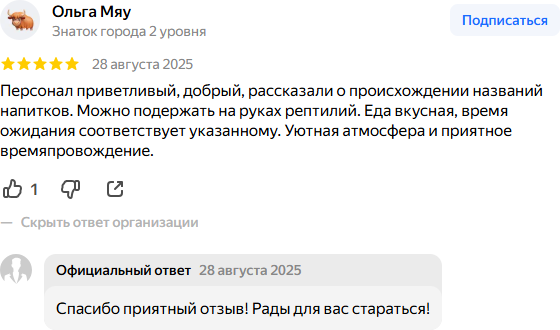 Ольга Мяу
Знаток города 2 уровня
Подписаться
28 августа 2025
Персонал приветливый, добрый, рассказали о происхождении названий
напитков. Можно подержать на руках рептилий. Еда вкусная, время
ожидания соответствует указанному. Уютная атмосфера и приятное
времяпровождение.
1
— Скрыть ответ организации
Официальный ответ 28 августа 2025
Спасибо приятный отзыв! Рады для вас стараться!